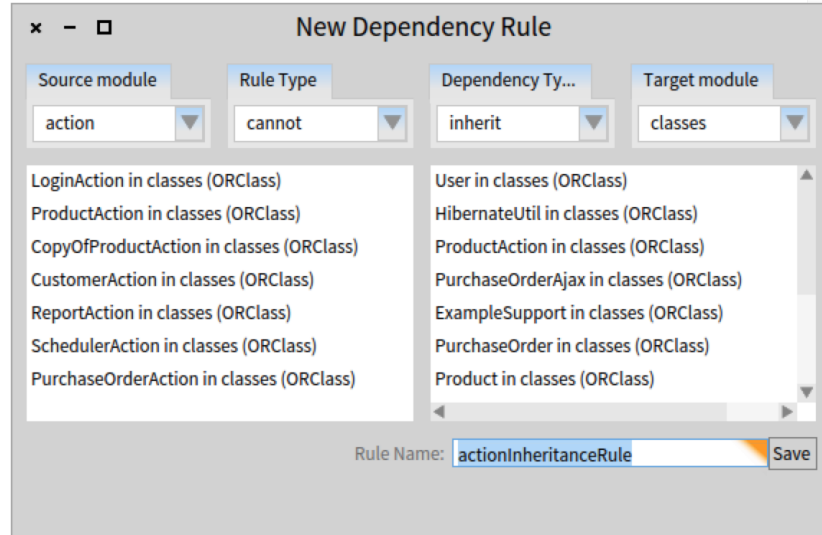 New Dependency Rule
Source module
Rule Type
Dependency Ty...
Target module
action
cannot
inherit
classes
LoginAction in classes (ORClass)
ProductAction in classes (ORClass)
CopyOfProductAction in classes (ORClass)
CustomerAction in classes (ORClass)
ReportAction in classes (ORClass)
SchedulerAction in classes (ORClass)
PurchaseOrderAction in classes (ORClass)
User in classes (ORClass)
HibernateUtil in classes (ORClass)
ProductAction in classes (ORClass)
PurchaseOrderAjax in classes (ORClass)
ExampleSupport in classes (ORClass)
PurchaseOrder in classes (ORClass)
Product in classes (ORClass)
Rule Name: actionInheritanceRule Save